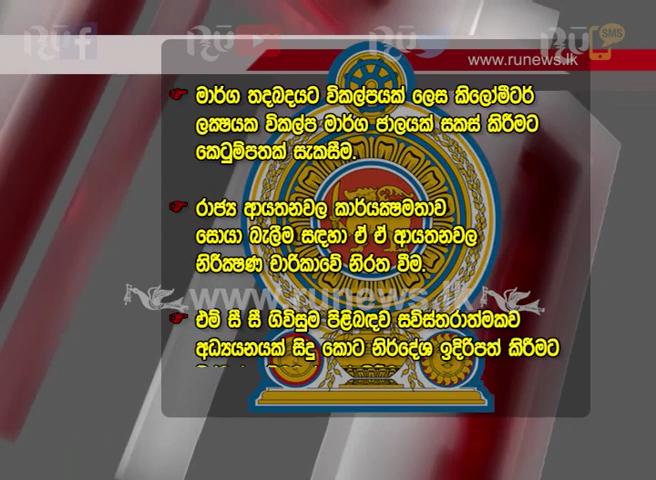 රූ රූ රූ රූ SMS
www.runews.lk
මාර්ග තදබදයට විකල්පයක් ලෙස කිලෝමීටර්
ලක්‍ෂයක විකල්ප මාර්ග ජාලයක් සකස් කිරීමට
කෙටුම්පතක් සැකසීම.
රාජ්‍ය ආයතනවල කාර්යක්‍ෂමතාව
සොයා බැලීම සඳහා ඒ ඒ ආයතනවල
නිරීක්‍ෂණ චාරිකාවේ නිරත වීම.
www.runews.lk
එම් සී සී ගිවිසුම පිළිබඳව සවිස්තරාත්මකව
අධ්‍යයනයක් සිදු කොට නිර්දේශ ඉදිරිපත් කිරීමට